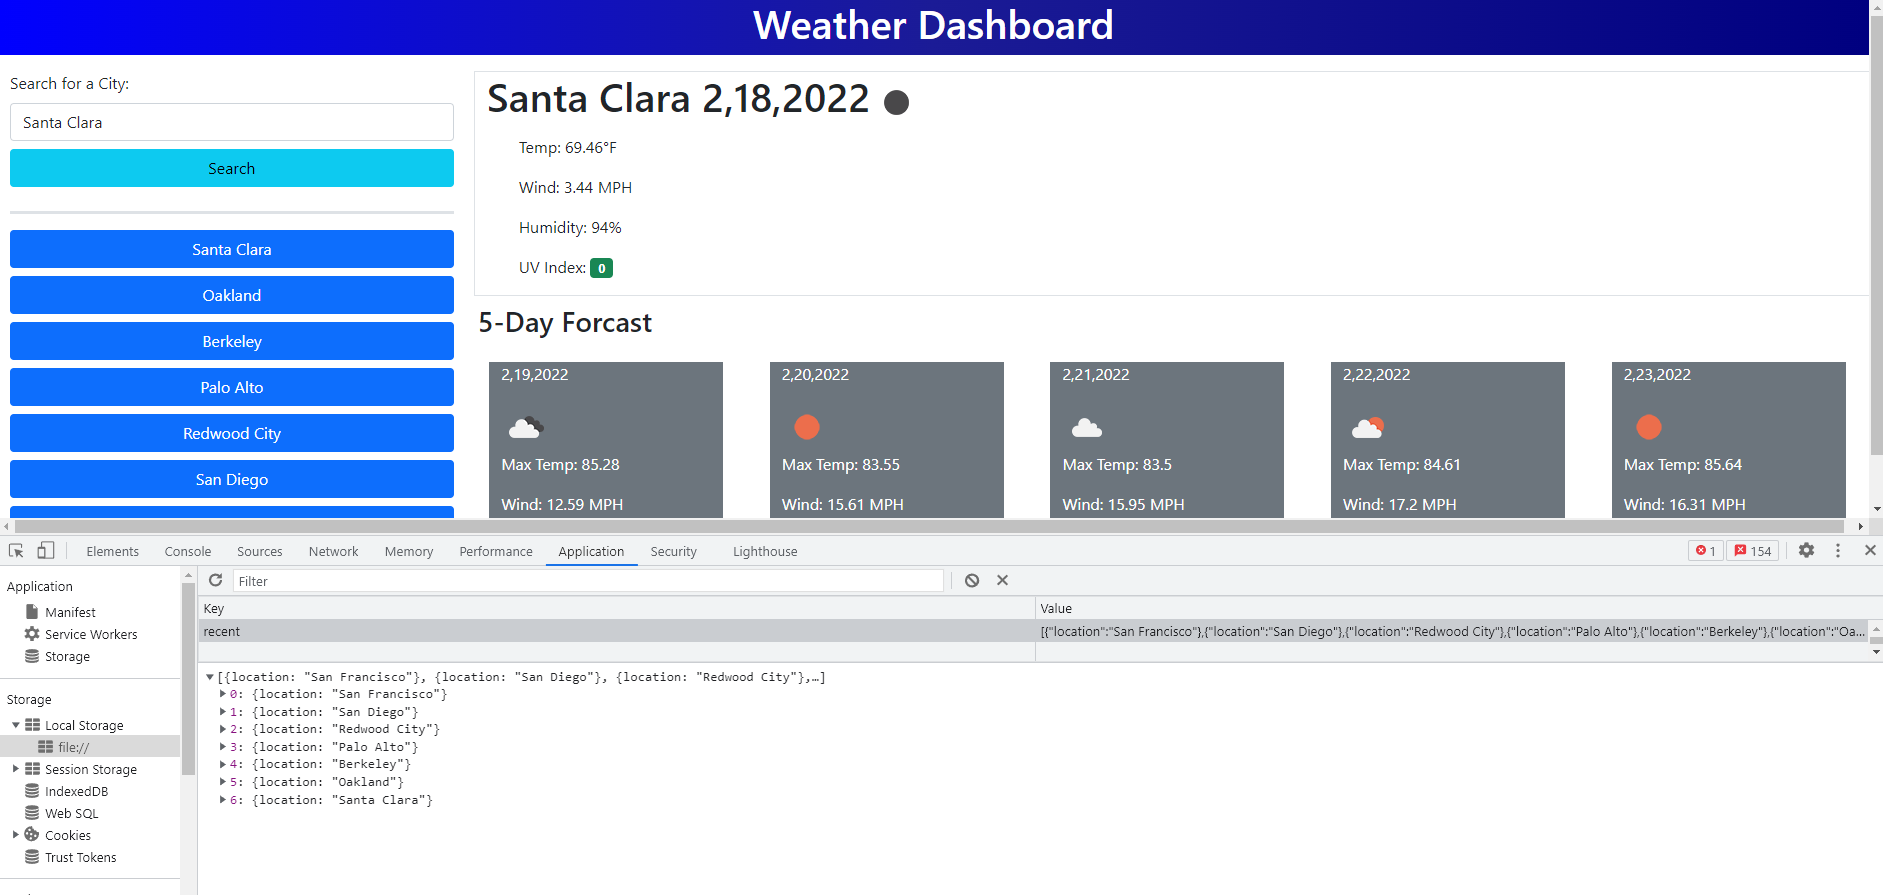 Weather Dashboard
Search for a City:
Santa Clara
Search
Santa Clara
Oakland
Berkeley
Palo Alto
Redwood City
San Diego
Santa Clara 2,18,2022
Temp: 69.46°F
Wind: 3.44 MPH
Humidity: 94%
UV Index: 0
5-Day Forcast
2,19,2022
Max Temp: 85.28
Wind: 12.59 MPH
2,20,2022
Max Temp: 83.55
Wind: 15.61 MPH
2,21,2022
Max Temp: 83.5
Wind: 15.95 MPH
2,22,2022
Max Temp: 84.61
Wind: 17.2 MPH
2,23,2022
Max Temp: 85.64
Wind: 16.31 MPH
Elements Console Sources Network Memory Performance Application Security Lighthouse 1 154
Application
Manifest
Service Workers
Storage
Storage
Local Storage
file://
Session Storage
IndexedDB
Web SQL
Cookies
Trust Tokens
Filter
Key Value
recent [{"location":"San Francisco"},{"location":"San Diego"},{"location":"Redwood City"},{"location":"Palo Alto"},{"location":"Berkeley"},{"location":"Oa...
[{location: "San Francisco"}, {location: "San Diego"}, {location: "Redwood City"},…]
0: {location: "San Francisco"}
1: {location: "San Diego"}
2: {location: "Redwood City"}
3: {location: "Palo Alto"}
4: {location: "Berkeley"}
5: {location: "Oakland"}
6: {location: "Santa Clara"}